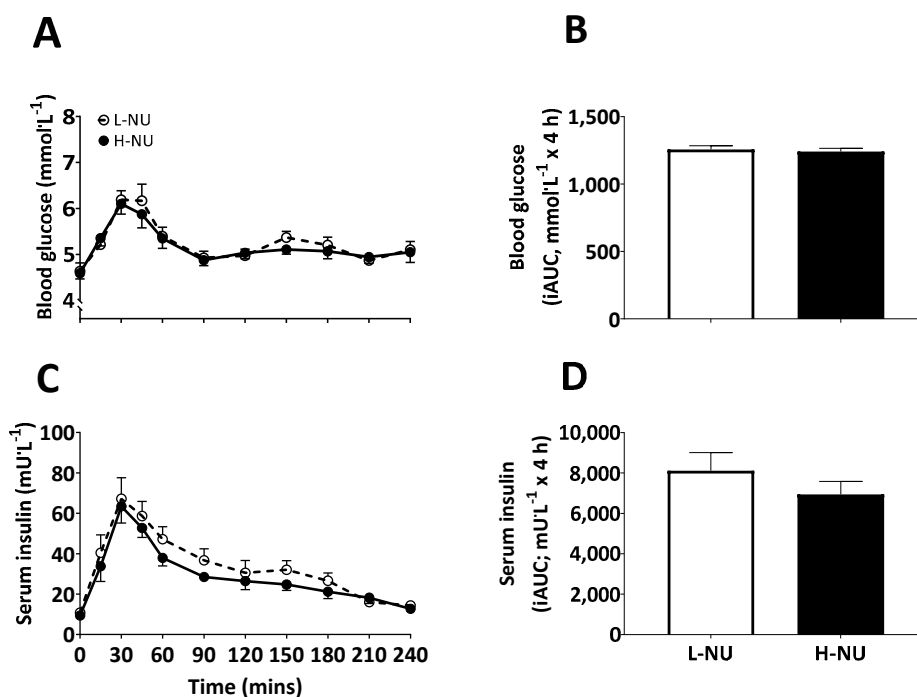 A
Blood glucose (mmol'L⁻¹)
8
7
6
5
4
L-NU
H-NU
B
Blood glucose
(iAUC, mmol'L⁻¹ x 4 h)
1,500
1,000
500
0
C
Serum insulin (mU'L⁻¹)
100
80
60
40
20
0
0 30 60 90 120 150 180 210 240
Time (mins)
D
Serum insulin
(iAUC; mU'L⁻¹ x 4 h)
10,000
8,000
6,000
4,000
2,000
0
L-NU H-NU